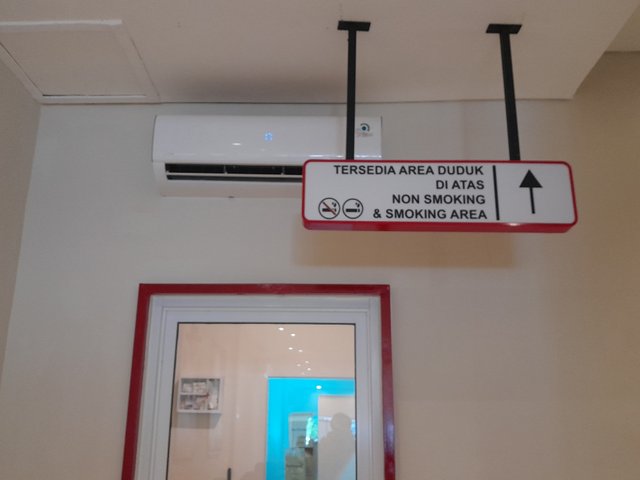 TERSEDIA AREA DUDUK
DI ATAS
NON SMOKING
& SMOKING AREA